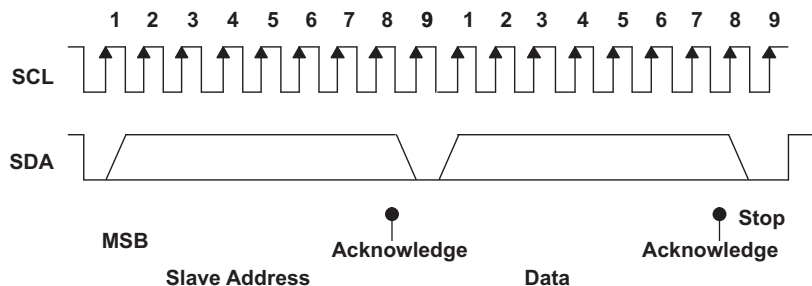 1 2 3 4 5 6 7 8 9 1 2 3 4 5 6 7 8 9
SCL
SDA
Stop
MSB
Acknowledge Acknowledge
Slave Address Data